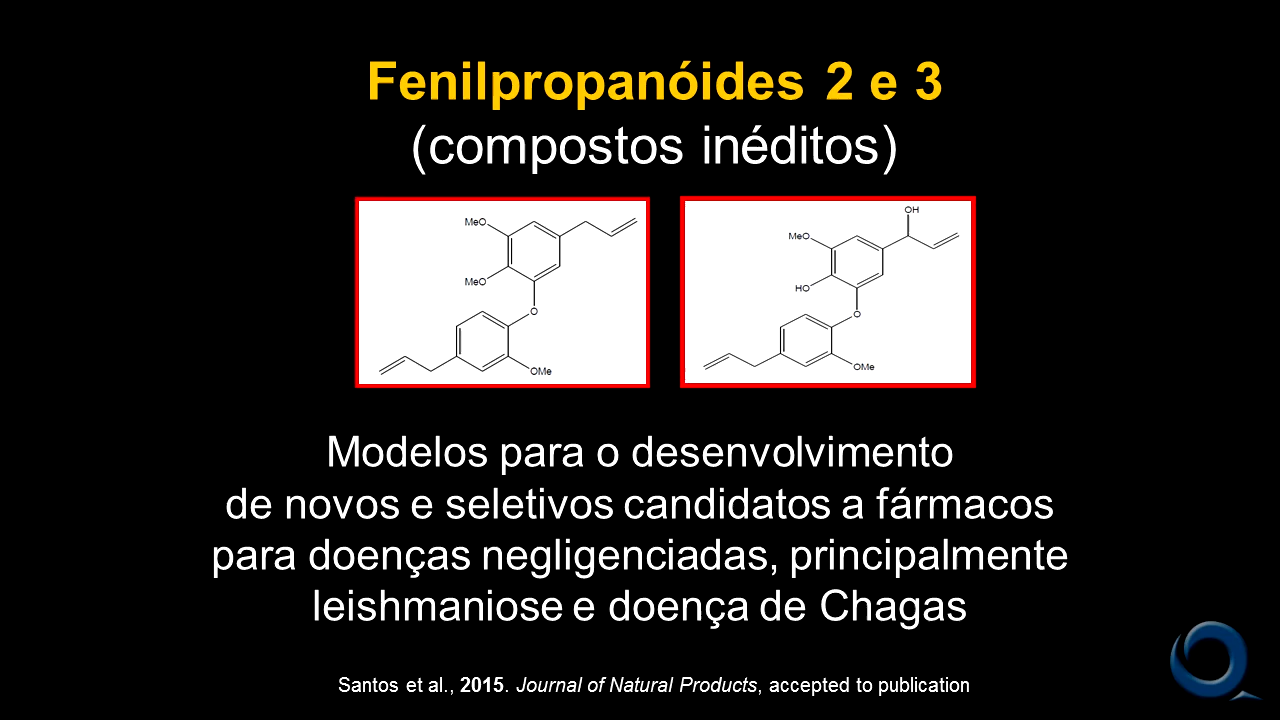 Fenilpropanóides 2 e 3
(compostos inéditos)
MeO
MeO
O
OMe
OH
MeO
HO
O
OMe
Modelos para o desenvolvimento
de novos e seletivos candidatos a fármacos
para doenças negligenciadas, principalmente
leishmaniose e doença de Chagas
Santos et al., 2015. Journal of Natural Products, accepted to publication